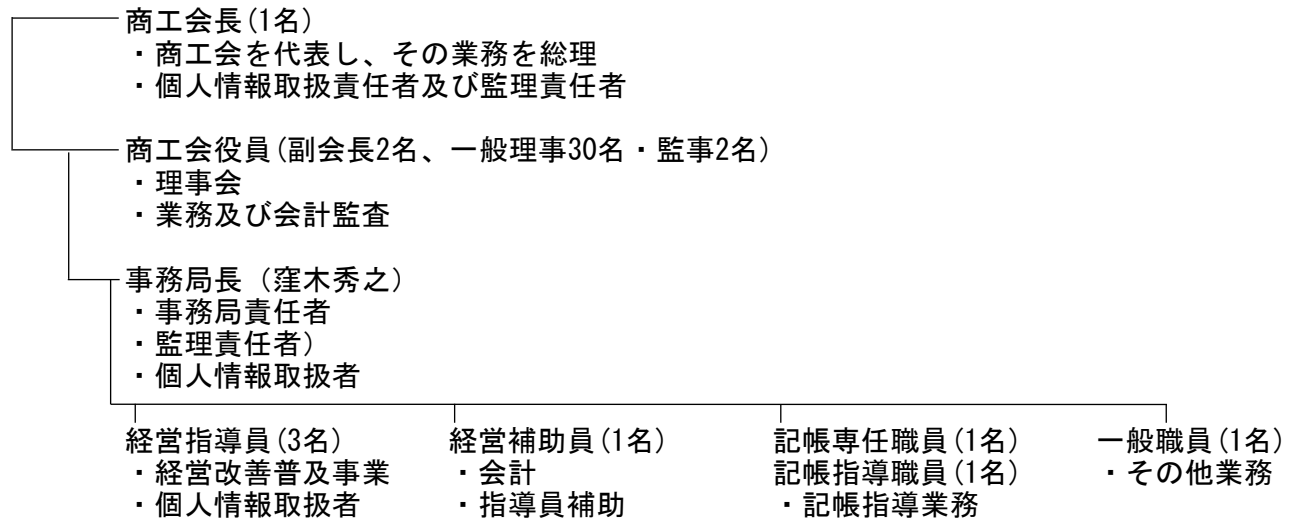 商工会長(1名)
・商工会を代表し、その業務を総理
・個人情報取扱責任者及び監理責任者
商工会役員(副会長2名、一般理事30名・監事2名)
・理事会
・業務及び会計監査
事務局長（窪木秀之）
・事務局責任者
・監理責任者）
・個人情報取扱者
経営指導員(3名)
・経営改善普及事業
・個人情報取扱者
経営補助員(1名)
・会計
・指導員補助
記帳専任職員(1名)
記帳指導職員(1名)
・記帳指導業務
一般職員(1名)
・その他業務